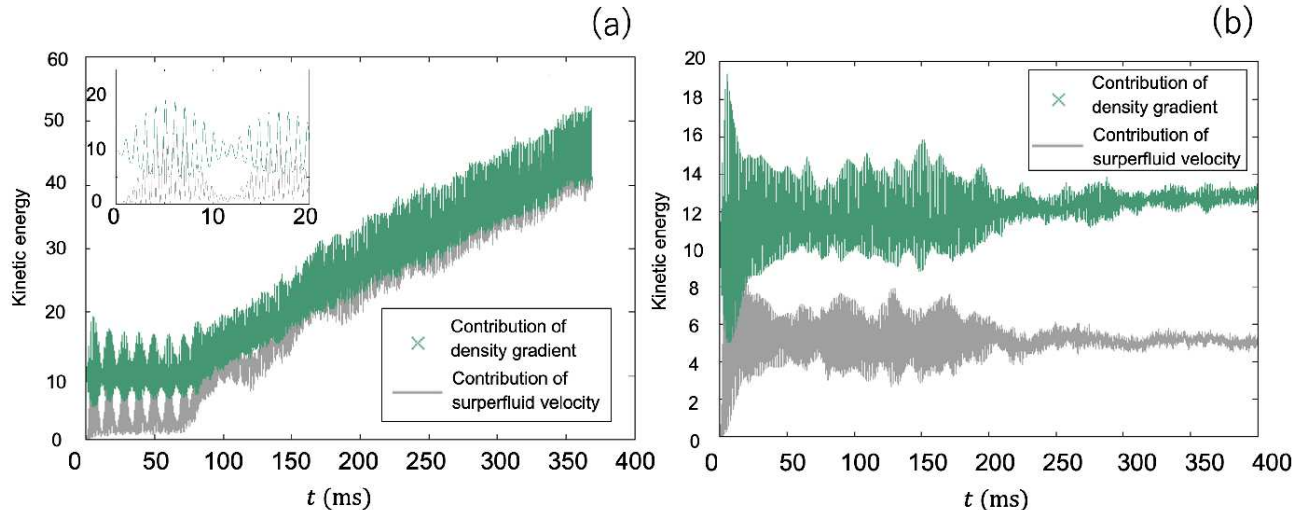 (a)
60
50
40
30
20
10
0
Kinetic energy
20
10
0
0 10 20
Contribution of
density gradient
Contribution of
surperfluid velocity
0 50 100 150 200 250 300 350 400
t (ms)
(b)
20
18
16
14
12
10
8
6
4
2
0
Kinetic energy
Contribution of
density gradient
Contribution of
surperfluid velocity
0 50 100 150 200 250 300 350 400
t (ms)